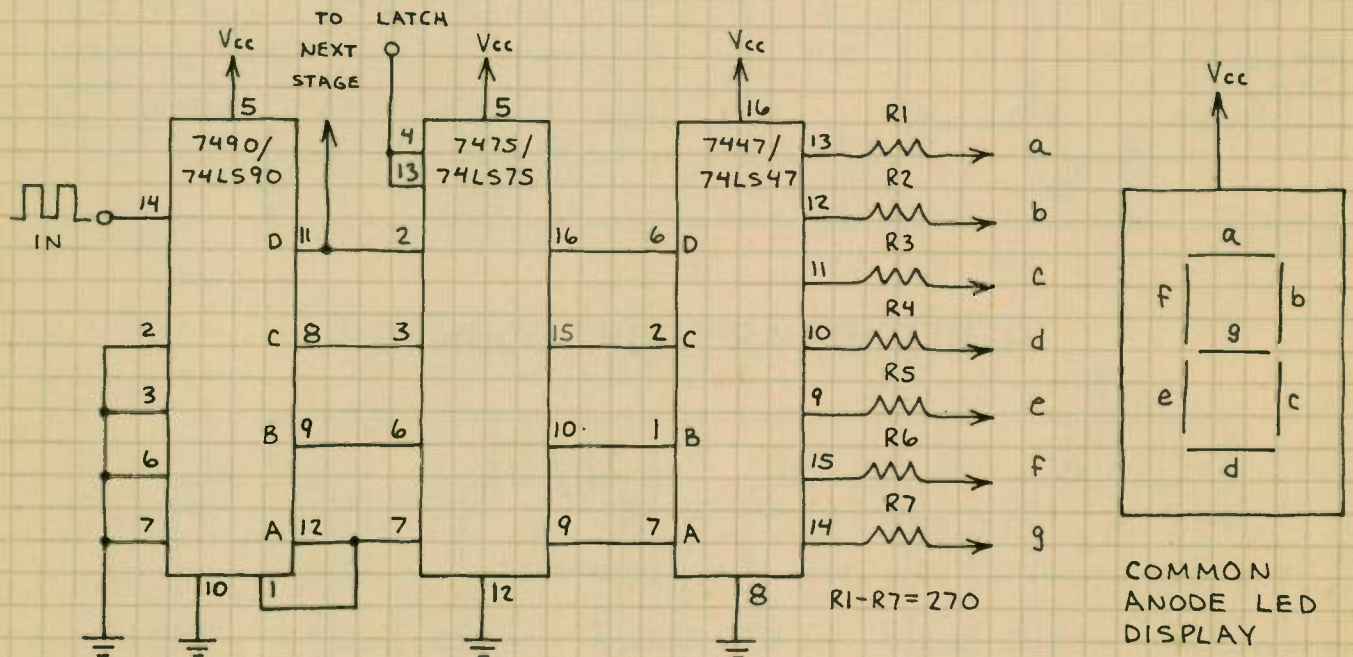 TO LATCH
NEXT
STAGE
Vcc
Vcc
Vcc
Vcc
5
5
16
7490/
74LS90
7475/
74LS75
7447/
74LS47
IN
14
2
3
6
7
10
1
D
11
C
8
B
9
A
12
4
13
2
3
6
7
16
15
10
9
12
6
D
2
C
1
B
7
A
8
13
R1
a
12
R2
b
11
R3
c
10
R4
d
9
R5
e
15
R6
f
14
R7
g
R1-R7=270
a
f
b
g
e
c
d
COMMON
ANODE LED
DISPLAY